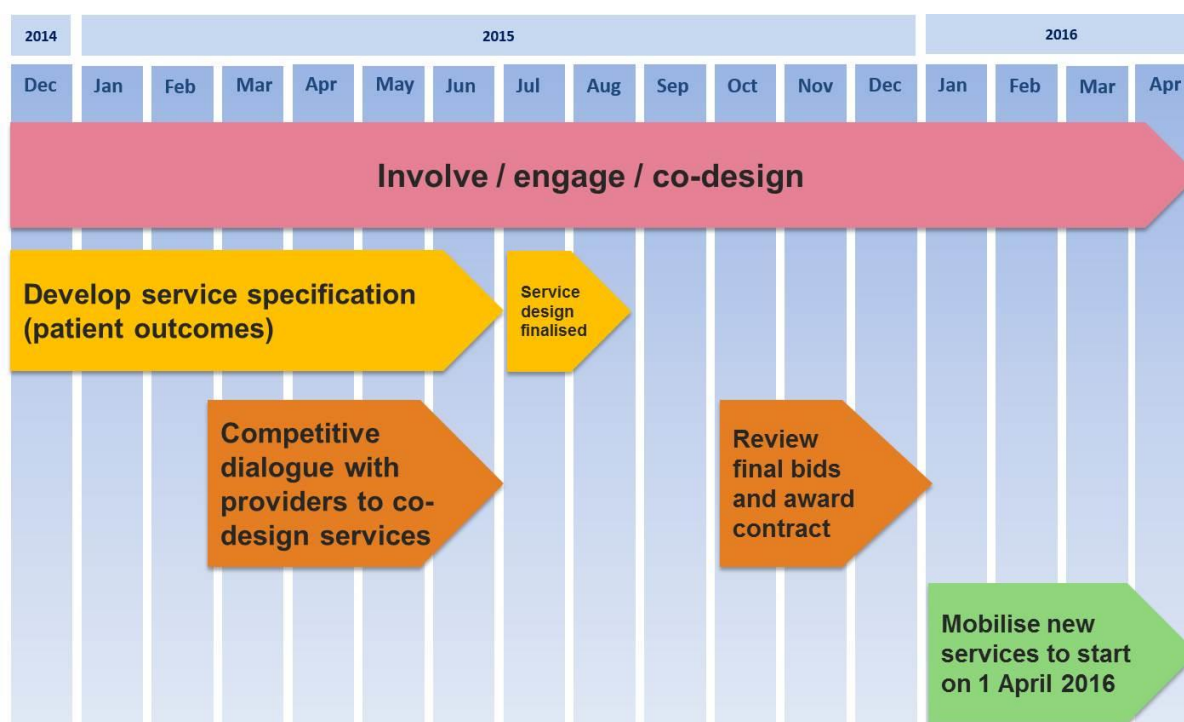 2014
2015
2016
Dec
Jan
Feb
Mar
Apr
May
Jun
Jul
Aug
Sep
Oct
Nov
Dec
Jan
Feb
Mar
Apr
Involve / engage / co-design
Develop service specification
(patient outcomes)
Service
design
finalised
Competitive
dialogue with
providers to co-
design services
Review
final bids
and award
contract
Mobilise new
services to start
on 1 April 2016